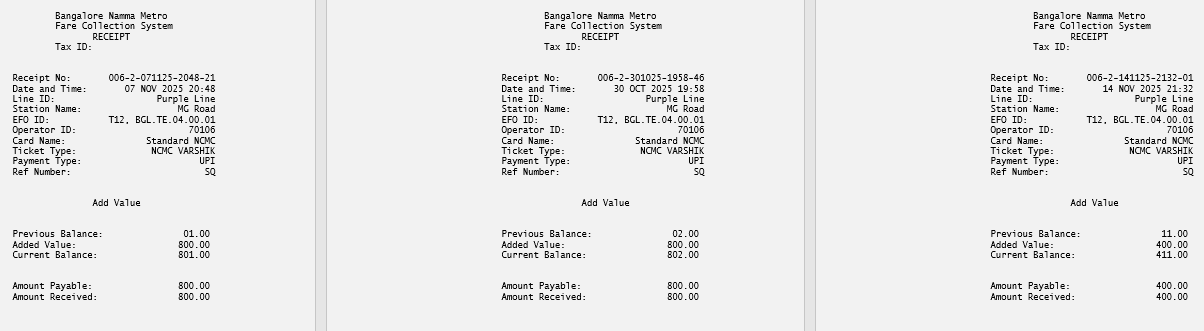 Bangalore Namma Metro
Fare Collection System
RECEIPT
Tax ID:
Receipt No: 006-2-071125-2048-21
Date and Time: 07 NOV 2025 20:48
Line ID: Purple Line
Station Name: MG Road
EFO ID: T12, BGL.TE.04.00.01
Operator ID: 70106
Card Name: Standard NCMC
Ticket Type: NCMC VARSHIK
Payment Type: UPI
Ref Number: SQ
Add Value
Previous Balance: 01.00
Added Value: 800.00
Current Balance: 801.00
Amount Payable: 800.00
Amount Received: 800.00
Bangalore Namma Metro
Fare Collection System
RECEIPT
Tax ID:
Receipt No: 006-2-301025-1958-46
Date and Time: 30 OCT 2025 19:58
Line ID: Purple Line
Station Name: MG Road
EFO ID: T12, BGL.TE.04.00.01
Operator ID: 70106
Card Name: Standard NCMC
Ticket Type: NCMC VARSHIK
Payment Type: UPI
Ref Number: SQ
Add Value
Previous Balance: 02.00
Added Value: 800.00
Current Balance: 802.00
Amount Payable: 800.00
Amount Received: 800.00
Bangalore Namma Metro
Fare Collection System
RECEIPT
Tax ID:
Receipt No: 006-2-141125-2132-01
Date and Time: 14 NOV 2025 21:32
Line ID: Purple Line
Station Name: MG Road
EFO ID: T12, BGL.TE.04.00.01
Operator ID: 70106
Card Name: Standard NCMC
Ticket Type: NCMC VARSHIK
Payment Type: UPI
Ref Number: SQ
Add Value
Previous Balance: 11.00
Added Value: 400.00
Current Balance: 411.00
Amount Payable: 400.00
Amount Received: 400.00